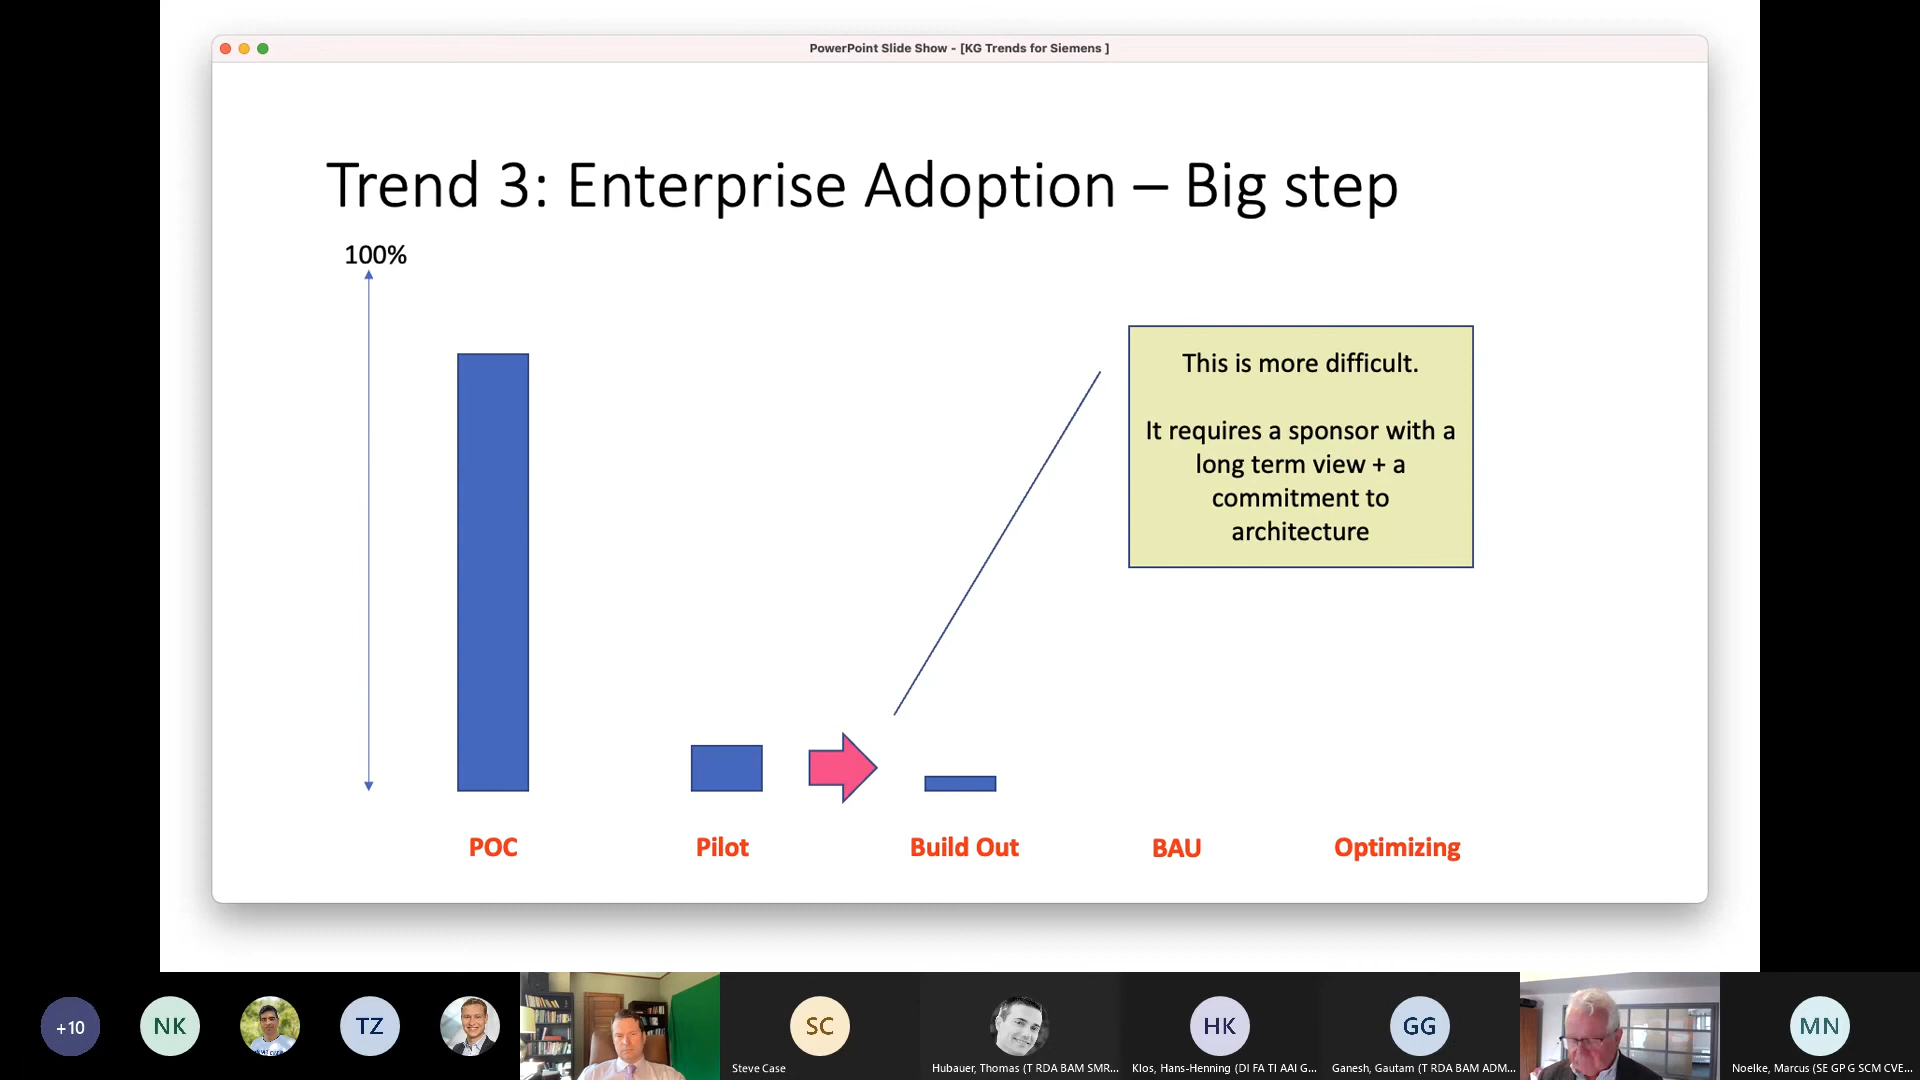 PowerPoint Slide Show - [KG Trends for Siemens ]
Trend 3: Enterprise Adoption – Big step
100%
This is more difficult.
It requires a sponsor with a
long term view + a
commitment to
architecture
POC
Pilot
Build Out
BAU
Optimizing
+10
NK
TZ
SC
HK
GG
MN
Steve Case
Hubauer, Thomas (T RDA BAM SMR...
Klos, Hans-Henning (DI FA TI AAI G...
Ganesh, Gautam (T RDA BAM ADM...
Noelke, Marcus (SE GP G SCM CVE...